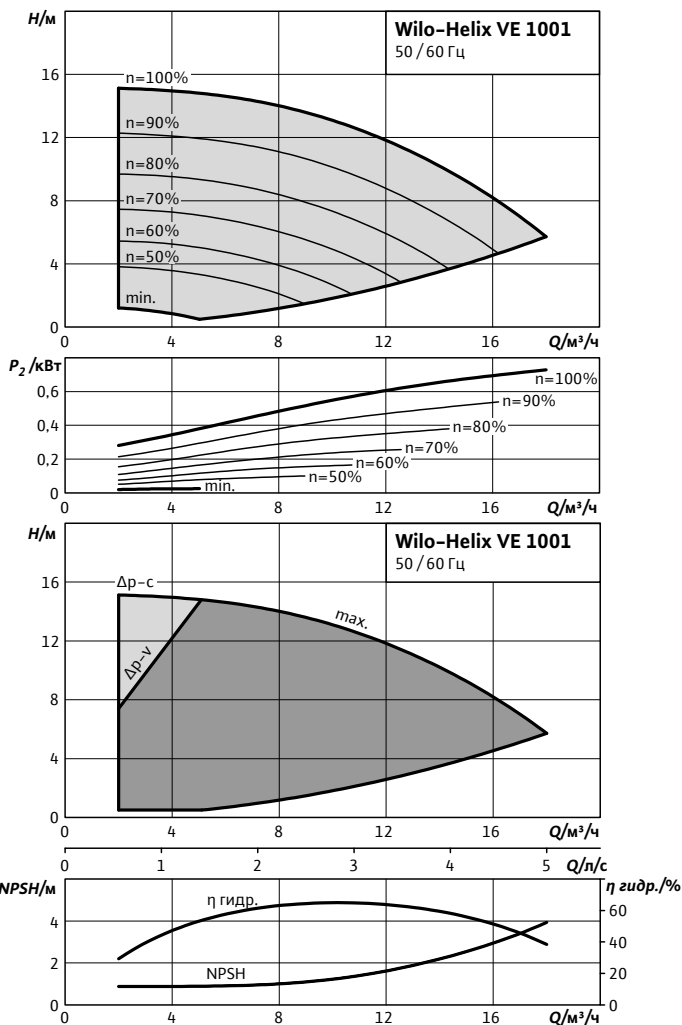 H/м
Wilo-Helix VE 1001
50 / 60 Гц
16
n=100%
n=90%
12
n=80%
8
n=70%
n=60%
n=50%
4
min.
0
0 4 8 12 16 Q/м³/ч
P₂ /кВт
0,6
n=100%
n=90%
0,4
n=80%
n=70%
0,2
n=60%
n=50%
min.
0
0 4 8 12 16 Q/м³/ч
H/м
Wilo-Helix VE 1001
50 / 60 Гц
16
Δp-c
max.
12
Δp-v
8
4
0
0 4 8 12 16 Q/м³/ч
0 1 2 3 4 5 Q/л/с
NPSH/м
η гидр./%
η гидр.
60
4
40
2
NPSH
20
0
0
0 4 8 12 16 Q/м³/ч